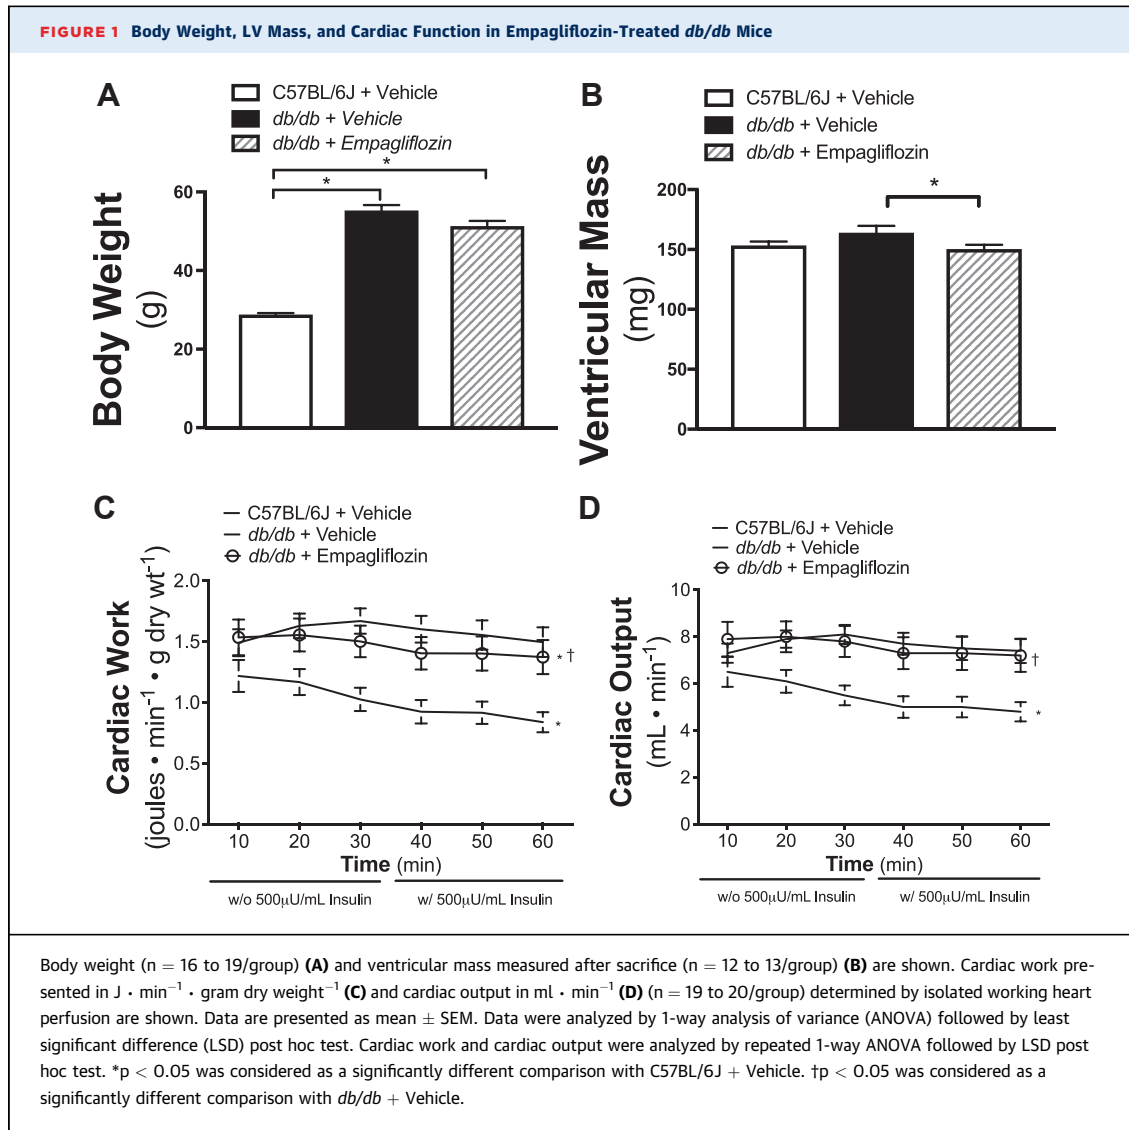 FIGURE 1 Body Weight, LV Mass, and Cardiac Function in Empagliflozin-Treated db/db Mice
A
C57BL/6J + Vehicle
db/db + Vehicle
db/db + Empagliflozin
*
*
Body Weight
(g)
60
40
20
0
B
C57BL/6J + Vehicle
db/db + Vehicle
db/db + Empagliflozin
*
Ventricular Mass
(mg)
200
150
100
50
0
C
C57BL/6J + Vehicle
db/db + Vehicle
db/db + Empagliflozin
Cardiac Work
(joules • min⁻¹ • g dry wt⁻¹)
2.0
1.5
1.0
0.5
0.0
* †
*
10 20 30 40 50 60
Time (min)
w/o 500µU/mL Insulin w/ 500µU/mL Insulin
D
C57BL/6J + Vehicle
db/db + Vehicle
db/db + Empagliflozin
Cardiac Output
(mL • min⁻¹)
10
8
6
4
2
0
†
*
10 20 30 40 50 60
Time (min)
w/o 500µU/mL Insulin w/ 500µU/mL Insulin
Body weight (n = 16 to 19/group) (A) and ventricular mass measured after sacrifice (n = 12 to 13/group) (B) are shown. Cardiac work pre-
sented in J · min⁻¹ · gram dry weight⁻¹ (C) and cardiac output in ml · min⁻¹ (D) (n = 19 to 20/group) determined by isolated working heart
perfusion are shown. Data are presented as mean ± SEM. Data were analyzed by 1-way analysis of variance (ANOVA) followed by least
significant difference (LSD) post hoc test. Cardiac work and cardiac output were analyzed by repeated 1-way ANOVA followed by LSD post
hoc test. *p < 0.05 was considered as a significantly different comparison with C57BL/6J + Vehicle. †p < 0.05 was considered as a
significantly different comparison with db/db + Vehicle.